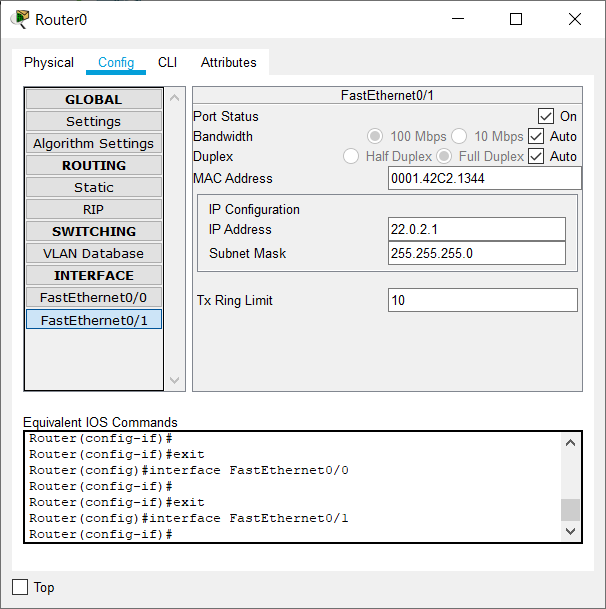 Router0
Physical Config CLI Attributes
GLOBAL
Settings
Algorithm Settings
ROUTING
Static
RIP
SWITCHING
VLAN Database
INTERFACE
FastEthernet0/0
FastEthernet0/1
FastEthernet0/1
Port Status On
Bandwidth 100 Mbps 10 Mbps Auto
Duplex Half Duplex Full Duplex Auto
MAC Address 0001.42C2.1344
IP Configuration
IP Address 22.0.2.1
Subnet Mask 255.255.255.0
Tx Ring Limit 10
Equivalent IOS Commands
Router(config-if)#
Router(config-if)#exit
Router(config)#interface FastEthernet0/0
Router(config-if)#
Router(config-if)#exit
Router(config)#interface FastEthernet0/1
Router(config-if)#
Top